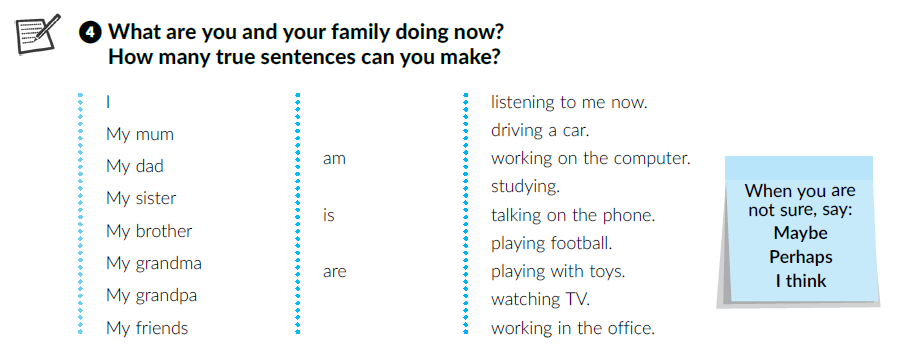 4 What are you and your family doing now?
How many true sentences can you make?
I
My mum
My dad
My sister
My brother
My grandma
My grandpa
My friends
am
is
are
listening to me now.
driving a car.
working on the computer.
studying.
talking on the phone.
playing football.
playing with toys.
watching TV.
working in the office.
When you are
not sure, say:
Maybe
Perhaps
I think